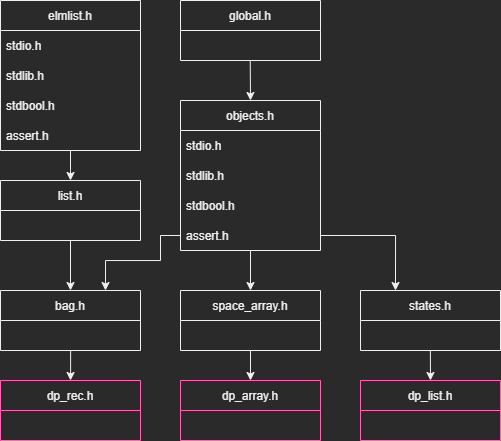 elmlist.h
stdio.h
stdlib.h
stdbool.h
assert.h
global.h
objects.h
stdio.h
stdlib.h
stdbool.h
assert.h
list.h
bag.h
space_array.h
states.h
dp_rec.h
dp_array.h
dp_list.h